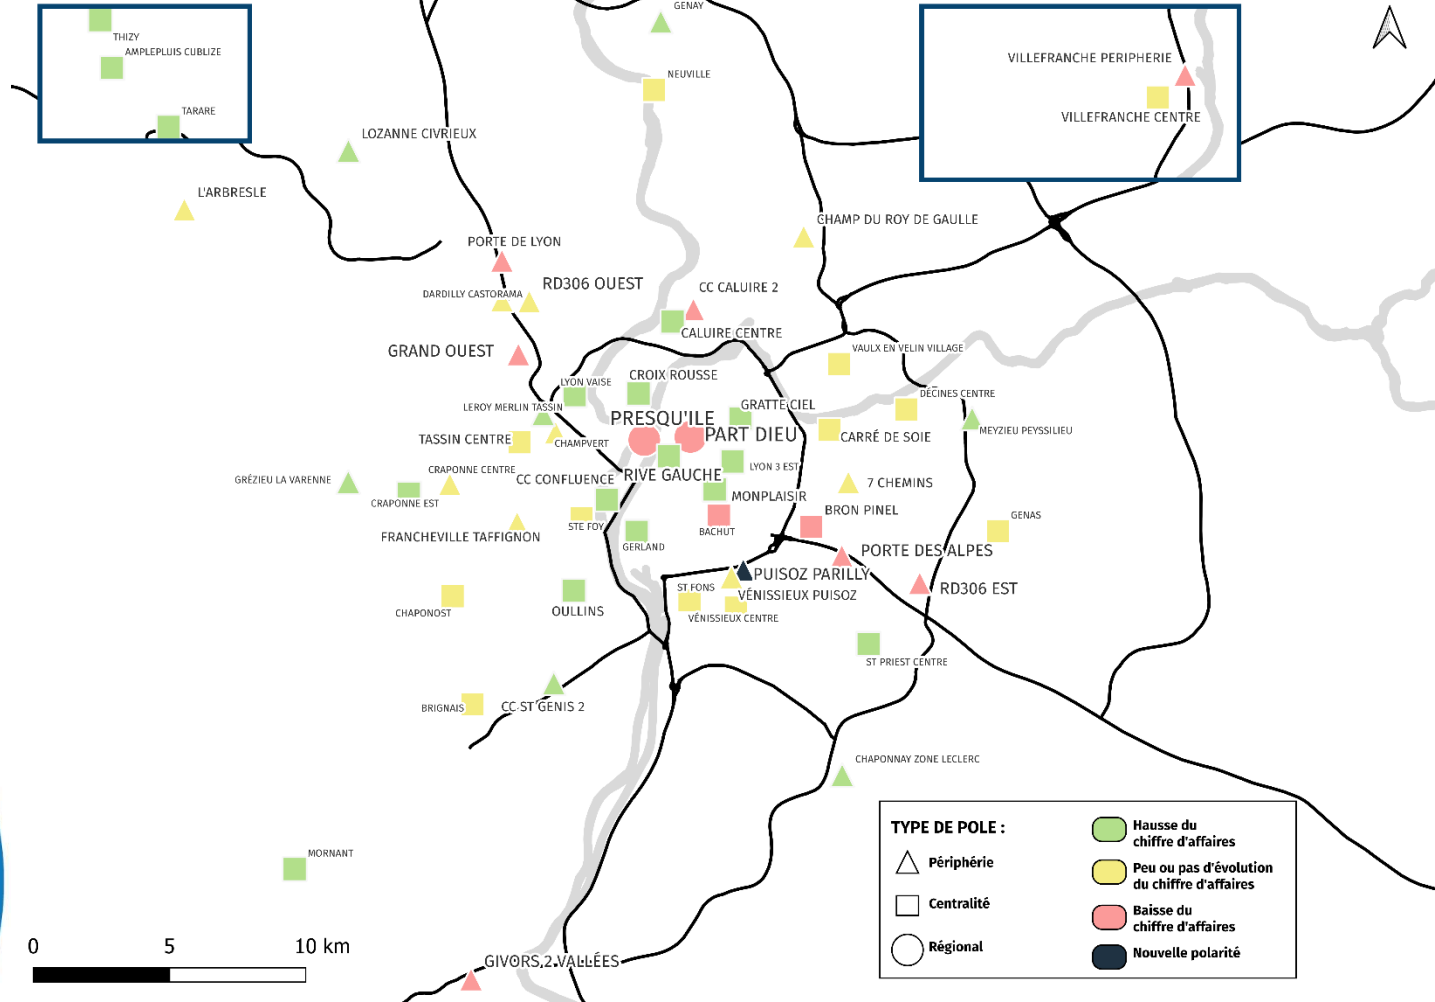 GENAY
THIZY
AMPLEPLUIS CUBLIZE
TARARE
NEUVILLE
VILLEFRANCHE PERIPHERIE
VILLEFRANCHE CENTRE
LOZANNE CIVRIEUX
L'ARBRESLE
CHAMP DU ROY DE GAULLE
PORTE DE LYON
RD306 OUEST
DARDILLY CASTORAMA
CC CALUIRE 2
CALUIRE CENTRE
GRAND OUEST
VAULX EN VELIN VILLAGE
LYON VAISE
CROIX ROUSSE
DÉCINES CENTRE
LEROY MERLIN TASSIN
GRATTE CIEL
PRESQU'ILE
PART DIEU
CARRÉ DE SOIE
MEYZIEU PEYSSILIEU
TASSIN CENTRE
CHAMPVERT
CRAPONNE CENTRE
LYON 3 EST
GRÉZIEU LA VARENNE
CC CONFLUENCE
RIVE GAUCHE
7 CHEMINS
CRAPONNE EST
MONPLAISIR
BRON PINEL
GENAS
STE FOY
BACHUT
FRANCHEVILLE TAFFIGNON
GERLAND
PORTE DES ALPES
PUISOZ PARILLY
ST FONS
VÉNISSIEUX PUISOZ
RD306 EST
CHAPONOST
OULLINS
VÉNISSIEUX CENTRE
ST PRIEST CENTRE
BRIGNAIS
CC ST GENIS 2
CHAPONNAY ZONE LECLERC
MORNANT
GIVORS 2 VALLÉES
0 5 10 km
TYPE DE POLE :
Périphérie
Centralité
Régional
Hausse du
chiffre d'affaires
Peu ou pas d'évolution
du chiffre d'affaires
Baisse du
chiffre d'affaires
Nouvelle polarité